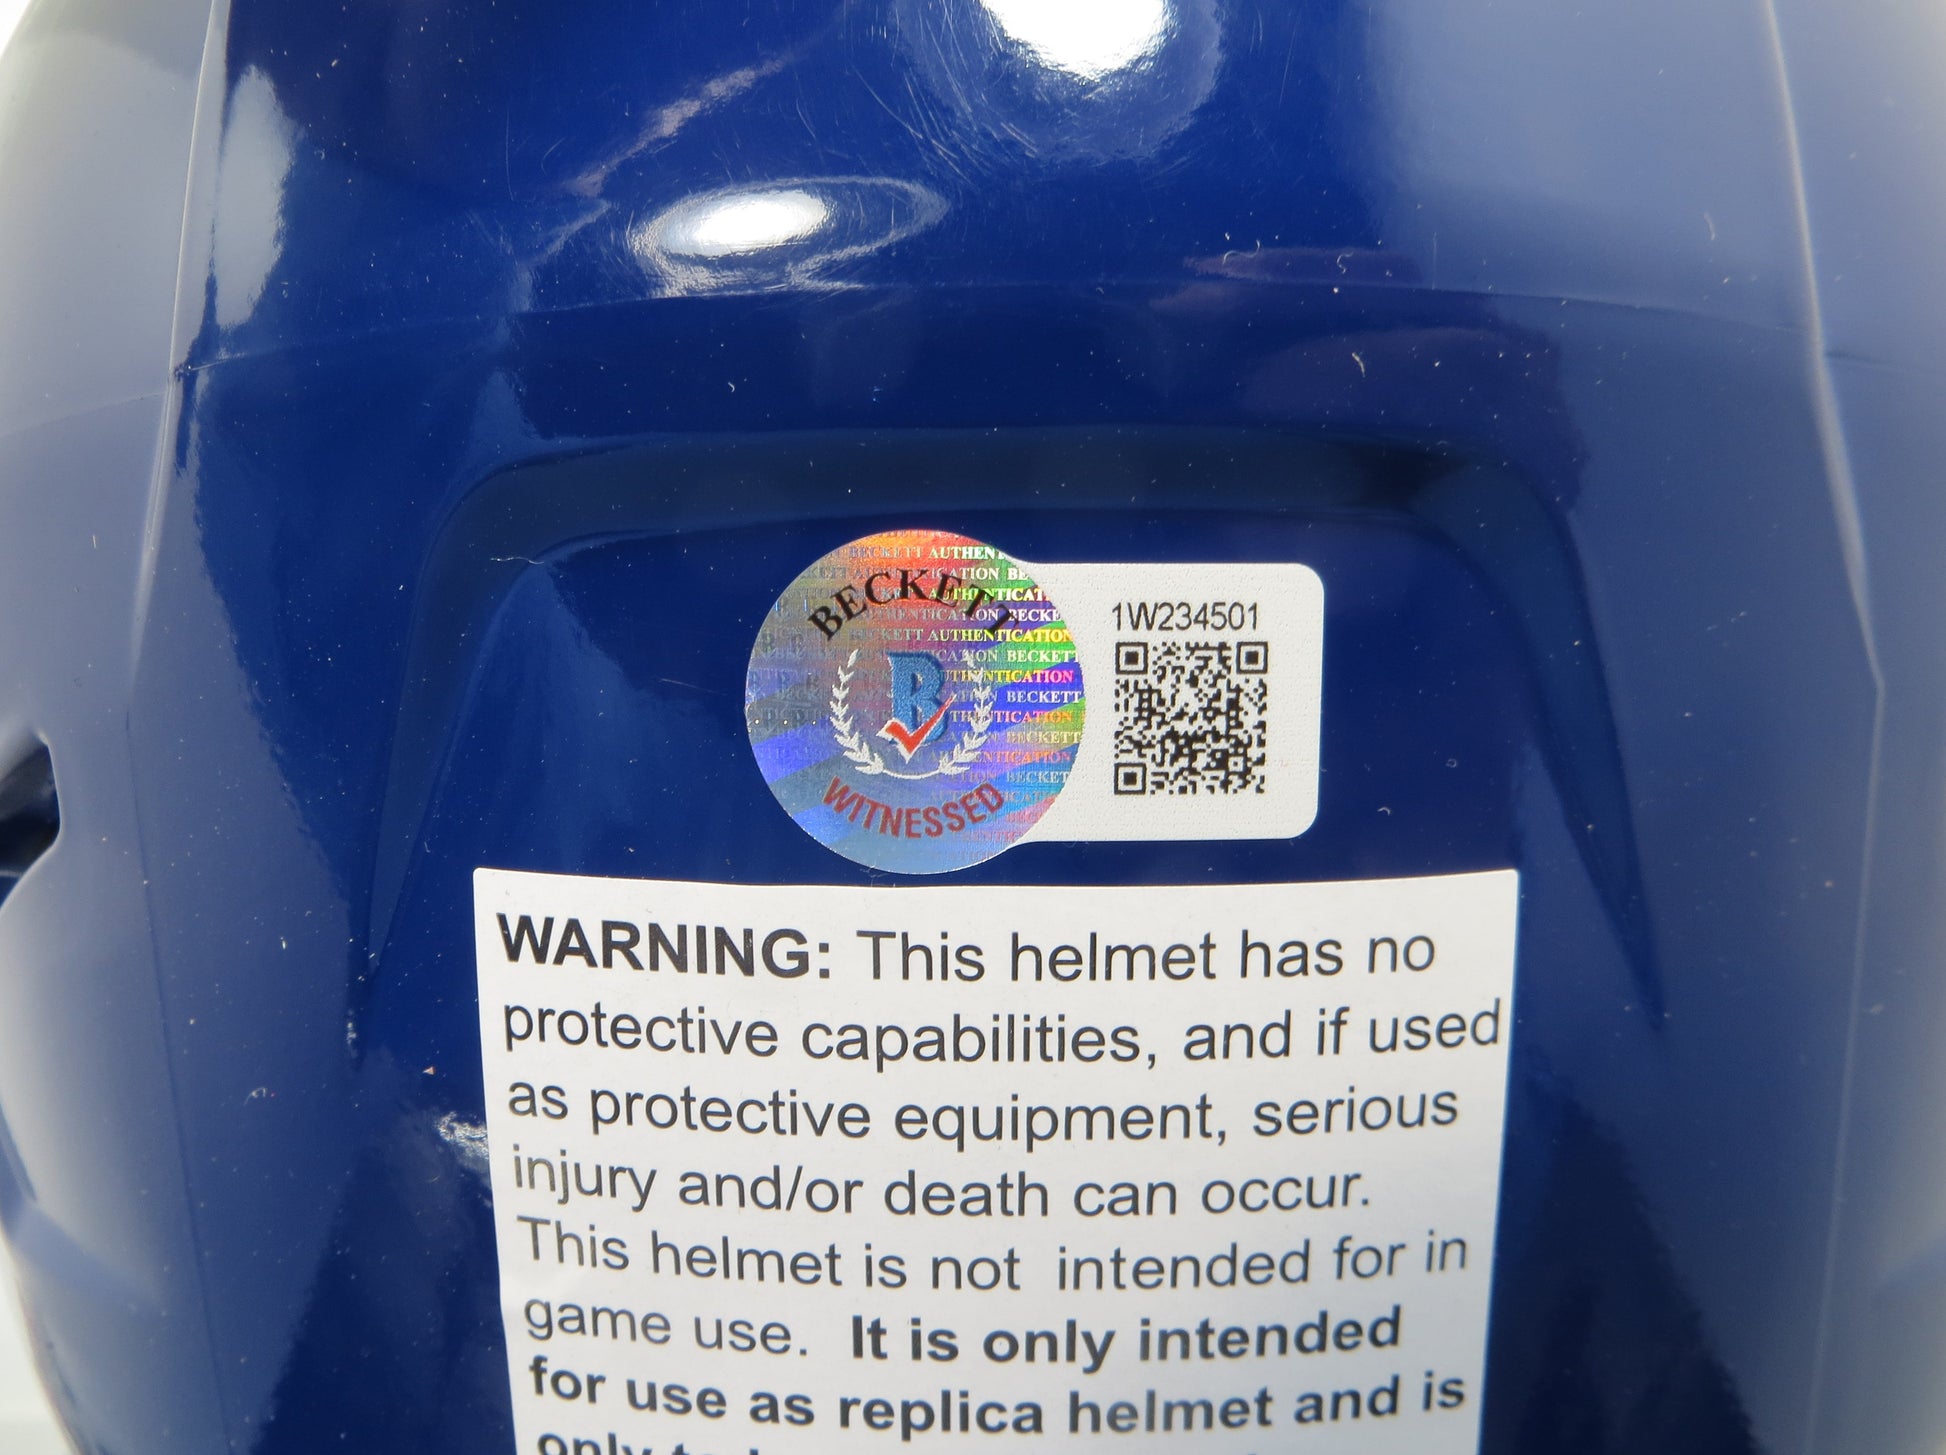 BECKETT
WITNESSED
1W234501
WARNING: This helmet has no
protective capabilities, and if used
as protective equipment, serious
injury and/or death can occur.
This helmet is not intended for in
game use. It is only intended
for use as replica helmet and is
only